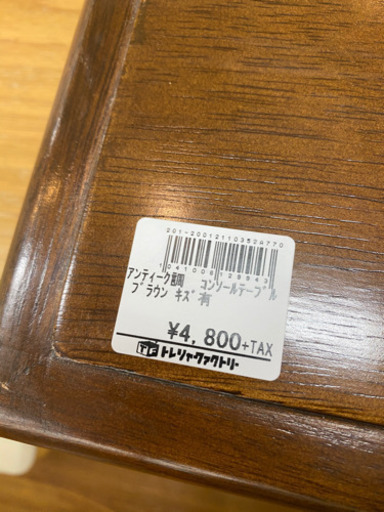 201-200121103520A770
アンティーク調 コンソールテーブル
ブラウン キズ有
¥4,800+TAX
TF トレジャーファクトリー